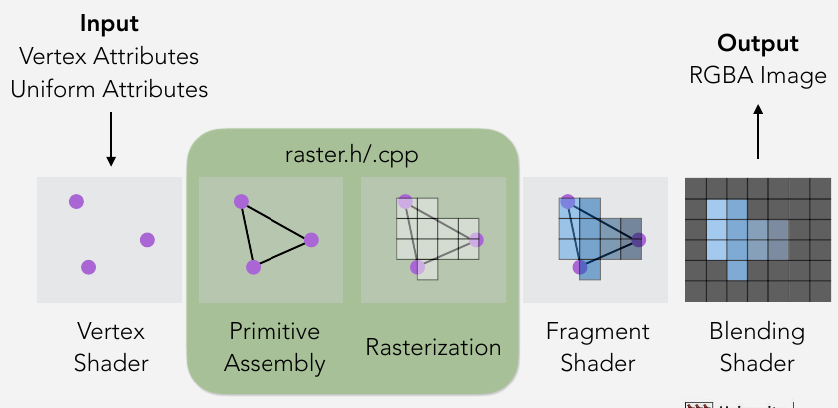 Input
Vertex Attributes
Uniform Attributes
Output
RGBA Image
raster.h/.cpp
Vertex
Shader
Primitive
Assembly
Rasterization
Fragment
Shader
Blending
Shader